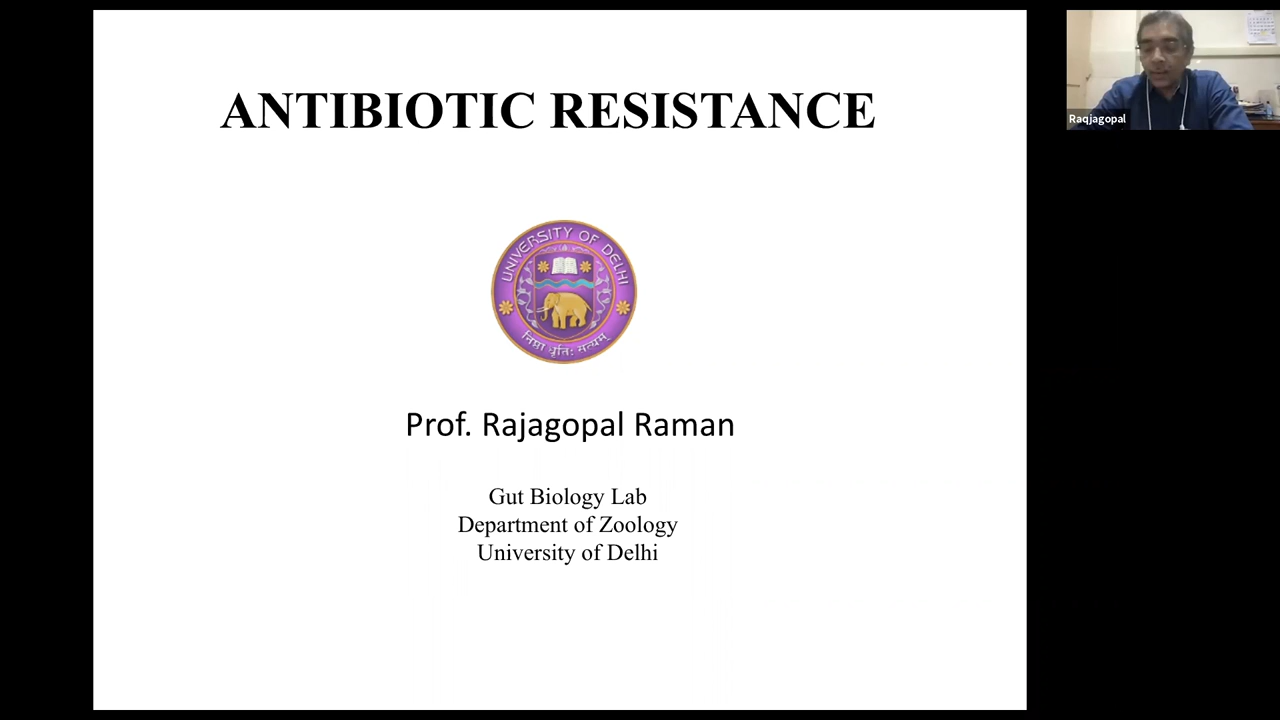 ANTIBIOTIC RESISTANCE
UNIVERSITY OF DELHI
Prof. Rajagopal Raman
Gut Biology Lab
Department of Zoology
University of Delhi
Raqjagopal